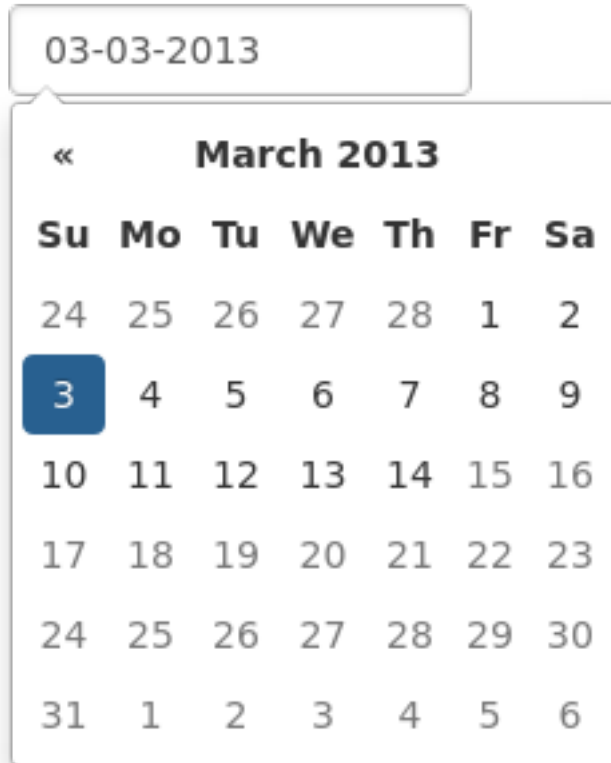 03-03-2013
« March 2013
Su Mo Tu We Th Fr Sa
24 25 26 27 28 1 2
3 4 5 6 7 8 9
10 11 12 13 14 15 16
17 18 19 20 21 22 23
24 25 26 27 28 29 30
31 1 2 3 4 5 6